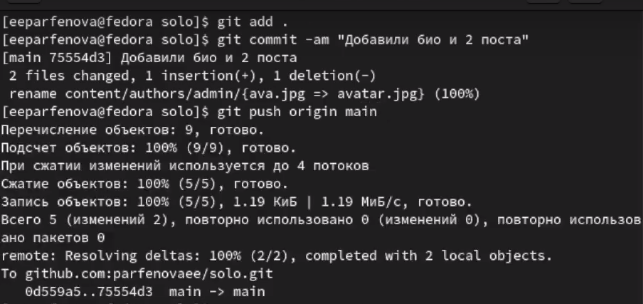 [eeparfenova@fedora solo]$ git add .
[eeparfenova@fedora solo]$ git commit -am "Добавили био и 2 поста"
[main 75554d3] Добавили био и 2 поста
 2 files changed, 1 insertion(+), 1 deletion(-)
 rename content/authors/admin/{ava.jpg => avatar.jpg} (100%)
[eeparfenova@fedora solo]$ git push origin main
Перечисление объектов: 9, готово.
Подсчет объектов: 100% (9/9), готово.
При сжатии изменений используется до 4 потоков
Сжатие объектов: 100% (5/5), готово.
Запись объектов: 100% (5/5), 1.19 КиБ | 1.19 МиБ/с, готово.
Всего 5 (изменений 2), повторно использовано 0 (изменений 0), повторно использов
ано пакетов 0
remote: Resolving deltas: 100% (2/2), completed with 2 local objects.
To github.com:parfenovaee/solo.git
   0d559a5..75554d3  main -> main